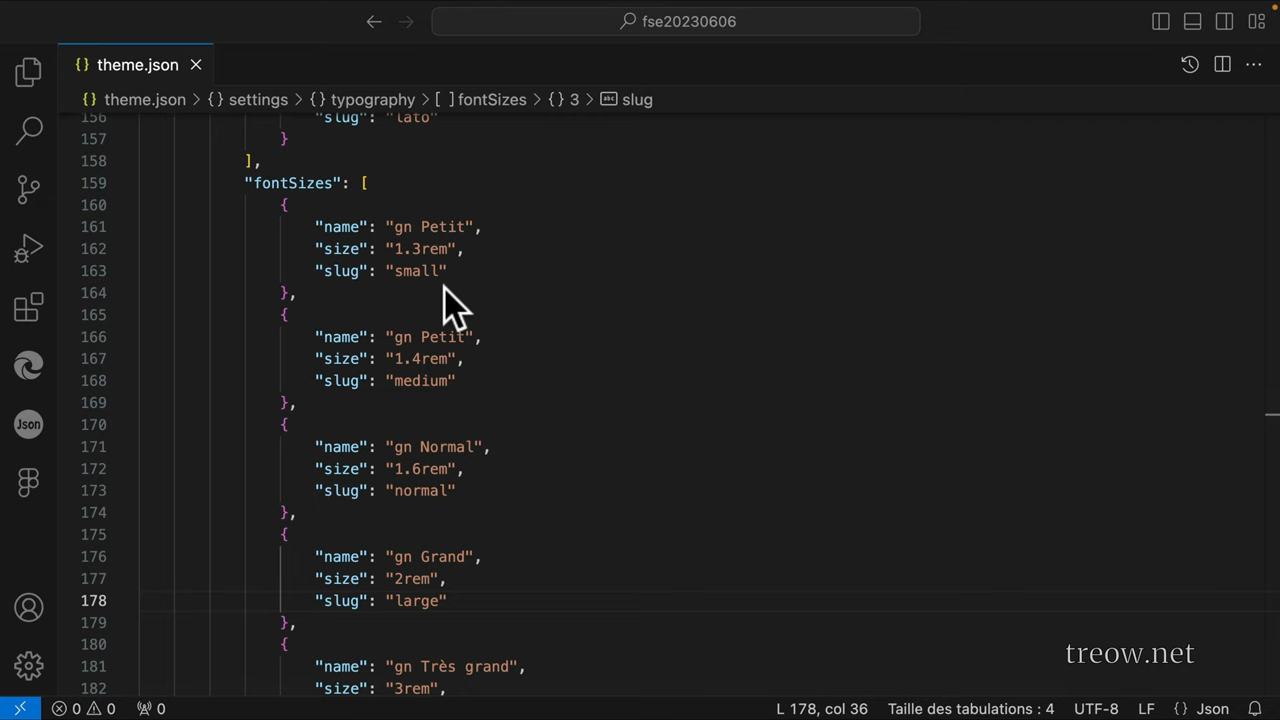 fse20230606
{} theme.json
{} theme.json > {} settings > {} typography > [ ] fontSizes > {} 3 > abc slug
156 "slug": "lato"
157 }
158 ],
159 "fontSizes": [
160 {
161 "name": "gn Petit",
162 "size": "1.3rem",
163 "slug": "small"
164 },
165 {
166 "name": "gn Petit",
167 "size": "1.4rem",
168 "slug": "medium"
169 },
170 {
171 "name": "gn Normal",
172 "size": "1.6rem",
173 "slug": "normal"
174 },
175 {
176 "name": "gn Grand",
177 "size": "2rem",
178 "slug": "large"
179 },
180 {
181 "name": "gn Très grand",
182 "size": "3rem",
Json
treow.net
0 0 0 L 178, col 36 Taille des tabulations : 4 UTF-8 LF {} Json